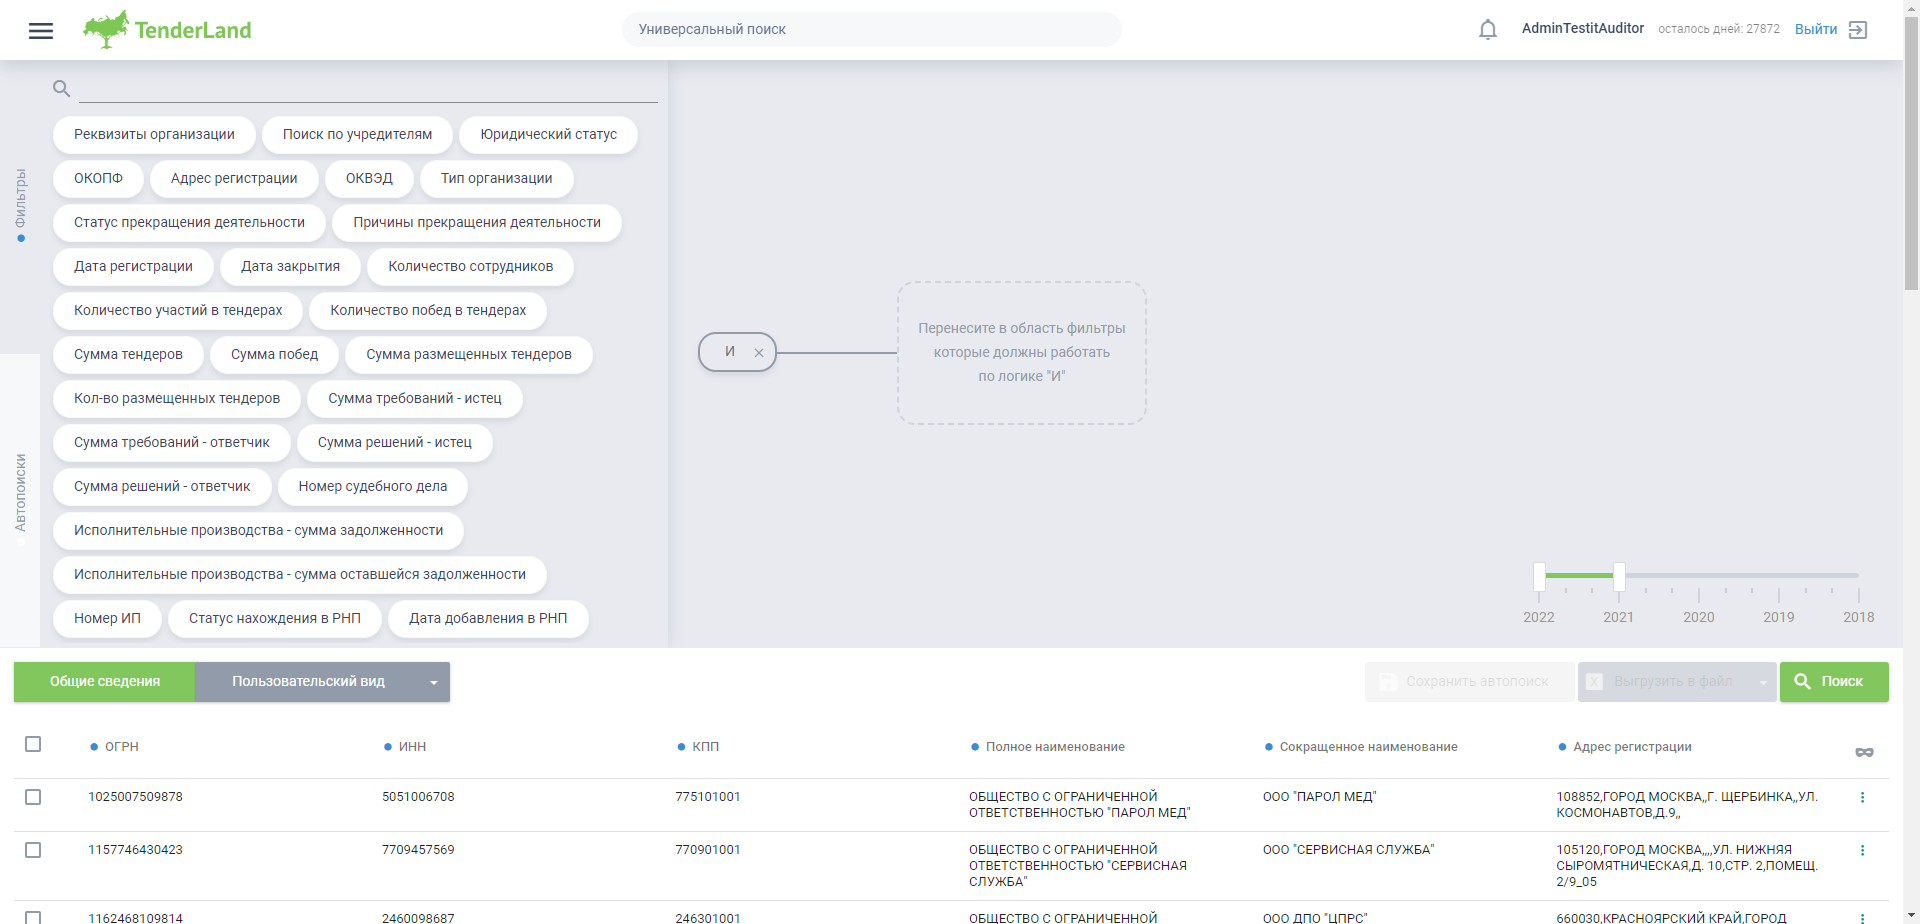 TenderLand
Универсальный поиск
AdminTestitAuditor
осталось дней: 27872
Выйти
Фильтры
Автопоиски
Реквизиты организации
Поиск по учредителям
Юридический статус
ОКОПФ
Адрес регистрации
ОКВЭД
Тип организации
Статус прекращения деятельности
Причины прекращения деятельности
Дата регистрации
Дата закрытия
Количество сотрудников
Количество участий в тендерах
Количество побед в тендерах
Сумма тендеров
Сумма побед
Сумма размещенных тендеров
Кол-во размещенных тендеров
Сумма требований - истец
Сумма требований - ответчик
Сумма решений - истец
Сумма решений - ответчик
Номер судебного дела
Исполнительные производства - сумма задолженности
Исполнительные производства - сумма оставшейся задолженности
Номер ИП
Статус нахождения в РНП
Дата добавления в РНП
И
Перенесите в область фильтры
которые должны работать
по логике "И"
2022
2021
2020
2019
2018
Общие сведения
Пользовательский вид
Сохранить автопоиск
Выгрузить в файл
Поиск
ОГРН
ИНН
КПП
Полное наименование
Сокращенное наименование
Адрес регистрации
1025007509878
5051006708
775101001
ОБЩЕСТВО С ОГРАНИЧЕННОЙ
ОТВЕТСТВЕННОСТЬЮ "ПАРОЛ МЕД"
ООО "ПАРОЛ МЕД"
108852,ГОРОД МОСКВА,,Г. ЩЕРБИНКА,,УЛ.
КОСМОНАВТОВ,Д.9,,
1157746430423
7709457569
770901001
ОБЩЕСТВО С ОГРАНИЧЕННОЙ
ОТВЕТСТВЕННОСТЬЮ "СЕРВИСНАЯ
СЛУЖБА"
ООО "СЕРВИСНАЯ СЛУЖБА"
105120,ГОРОД МОСКВА,,,,УЛ. НИЖНЯЯ
СЫРОМЯТНИЧЕСКАЯ,Д. 10,СТР. 2,ПОМЕЩ.
2/9_05
1162468109814
2460098687
246301001
ОБЩЕСТВО С ОГРАНИЧЕННОЙ
ООО ДПО "ЦПРС"
660030,КРАСНОЯРСКИЙ КРАЙ,ГОРОД